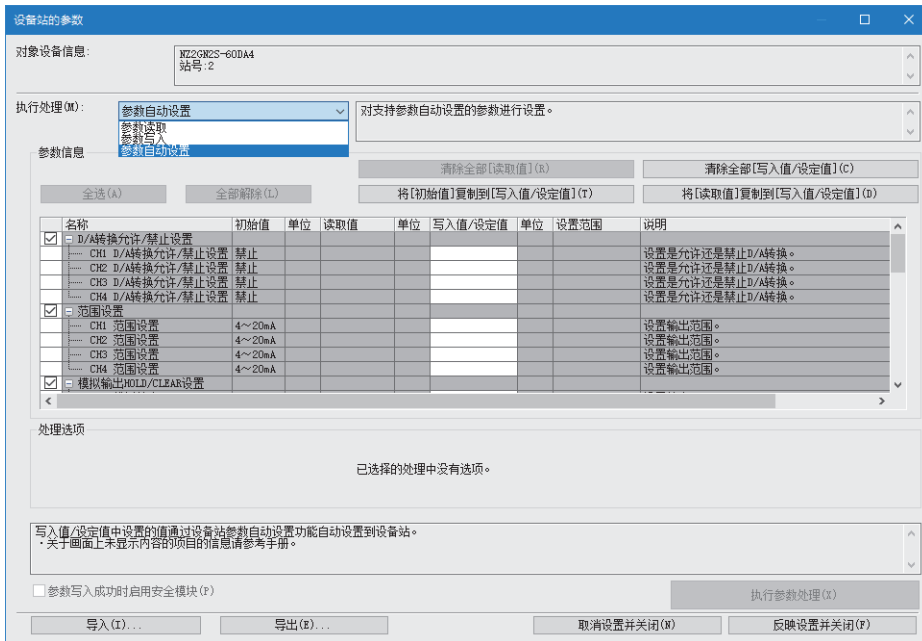 设备站的参数
对象设备信息:
NZ2GN2S-60DA4
站号:2
执行处理(M):
参数自动设置
对支持参数自动设置的参数进行设置。
参数读取
参数写入
参数自动设置
参数信息
清除全部[读取值](R)
清除全部[写入值/设定值](C)
全选(A)
全部解除(L)
将[初始值]复制到[写入值/设定值](T)
将[读取值]复制到[写入值/设定值](D)
名称 初始值 单位 读取值 单位 写入值/设定值 单位 设置范围 说明
D/A转换允许/禁止设置
CH1 D/A转换允许/禁止设置 禁止 设置是允许还是禁止D/A转换。
CH2 D/A转换允许/禁止设置 禁止 设置是允许还是禁止D/A转换。
CH3 D/A转换允许/禁止设置 禁止 设置是允许还是禁止D/A转换。
CH4 D/A转换允许/禁止设置 禁止 设置是允许还是禁止D/A转换。
范围设置
CH1 范围设置 4～20mA 设置输出范围。
CH2 范围设置 4～20mA 设置输出范围。
CH3 范围设置 4～20mA 设置输出范围。
CH4 范围设置 4～20mA 设置输出范围。
模拟输出HOLD/CLEAR设置
处理选项
已选择的处理中没有选项。
写入值/设定值中设置的值通过设备站参数自动设置功能自动设置到设备站。
・关于画面上未显示内容的项目的信息请参考手册。
参数写入成功时启用安全模块(P)
执行参数处理(X)
导入(I)...
导出(E)...
取消设置并关闭(N)
反映设置并关闭(F)